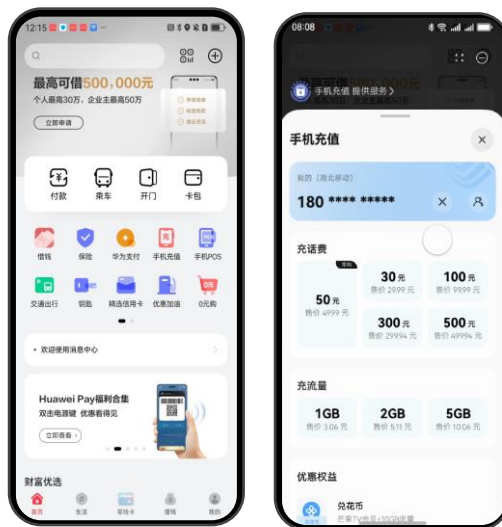 12:15
最高可借500,000元
个人最高30万，企业主最高50万
立即申请
付款
乘车
开门
卡包
借钱
保险
华为支付
手机充值
手机POS
交通出行
钥匙
精选信用卡
优惠加油
0元购
• 欢迎使用消息中心
Huawei Pay福利合集
双击电源键 优惠看得见
立即查看
财富优选
首页
生活
零钱卡
借钱
我的
08:08
手机充值 提供服务
手机充值
我的（湖北移动）
180 **** *****
充话费
50元
售价 49.99 元
30元
售价 29.99 元
100元
售价 99.99 元
300元
售价 299.94 元
500元
售价 499.94 元
充流量
1GB
售价 3.06 元
2GB
售价 5.11 元
5GB
售价 10.06 元
优惠权益
兑花币